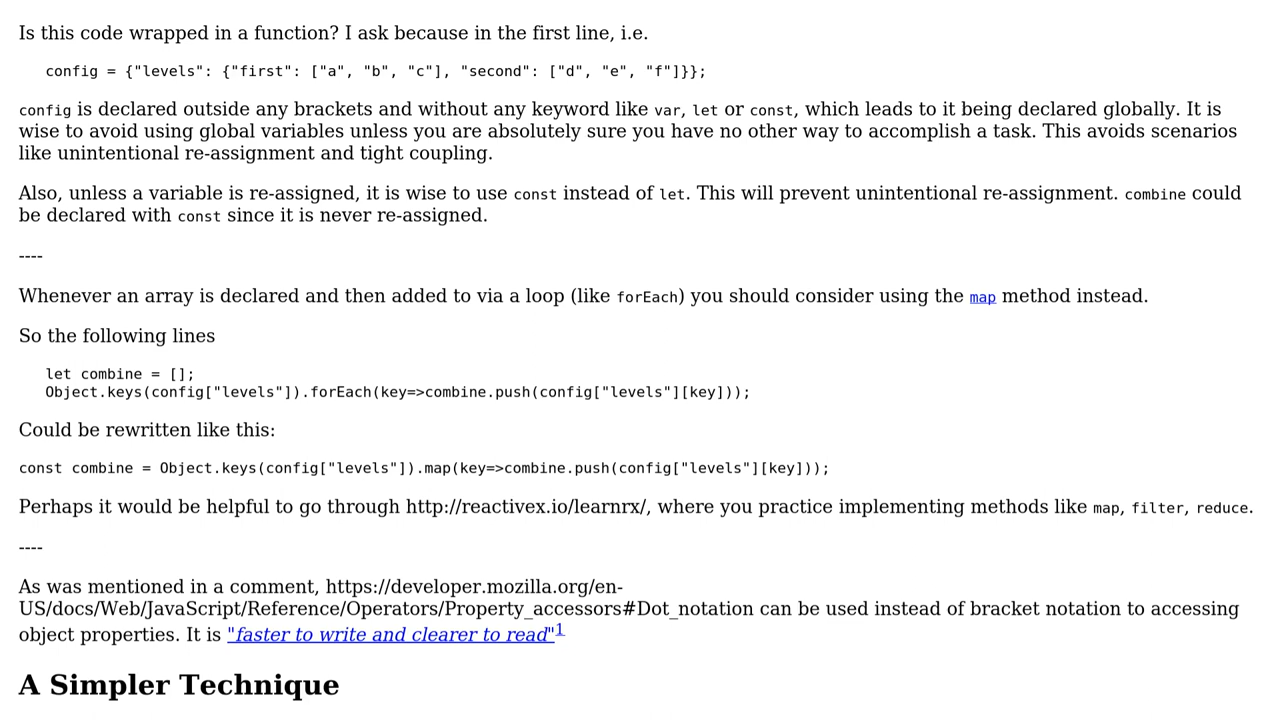 Is this code wrapped in a function? I ask because in the first line, i.e.
config = {"levels": {"first": ["a", "b", "c"], "second": ["d", "e", "f"]}};
config is declared outside any brackets and without any keyword like var, let or const, which leads to it being declared globally. It is
wise to avoid using global variables unless you are absolutely sure you have no other way to accomplish a task. This avoids scenarios
like unintentional re-assignment and tight coupling.
Also, unless a variable is re-assigned, it is wise to use const instead of let. This will prevent unintentional re-assignment. combine could
be declared with const since it is never re-assigned.
----
Whenever an array is declared and then added to via a loop (like forEach) you should consider using the map method instead.
So the following lines
let combine = [];
Object.keys(config["levels"]).forEach(key=>combine.push(config["levels"][key]));
Could be rewritten like this:
const combine = Object.keys(config["levels"]).map(key=>combine.push(config["levels"][key]));
Perhaps it would be helpful to go through http://reactivex.io/learnrx/, where you practice implementing methods like map, filter, reduce.
----
As was mentioned in a comment, https://developer.mozilla.org/en-
US/docs/Web/JavaScript/Reference/Operators/Property_accessors#Dot_notation can be used instead of bracket notation to accessing
object properties. It is "faster to write and clearer to read"1
A Simpler Technique